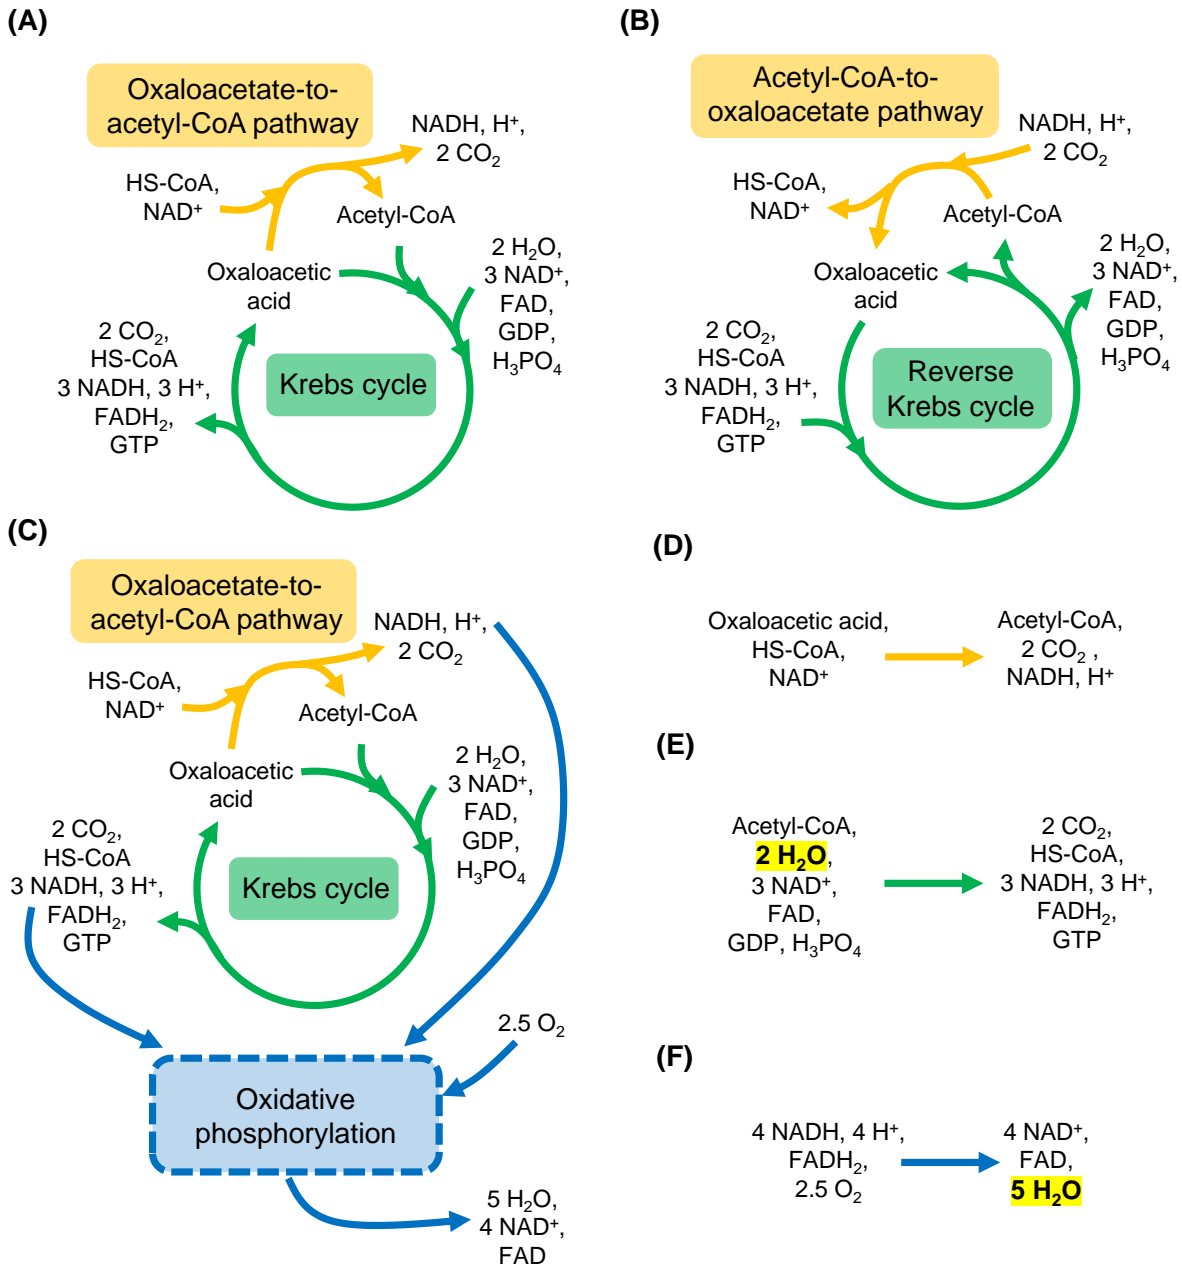 (A)
Oxaloacetate-to-
acetyl-CoA pathway
NADH, H⁺,
2 CO₂
HS-CoA,
NAD⁺
Acetyl-CoA
Oxaloacetic
acid
2 H₂O,
3 NAD⁺,
FAD,
GDP,
H₃PO₄
2 CO₂,
HS-CoA
3 NADH, 3 H⁺,
FADH₂,
GTP
Krebs cycle
(B)
Acetyl-CoA-to-
oxaloacetate pathway
NADH, H⁺,
2 CO₂
HS-CoA,
NAD⁺
Acetyl-CoA
Oxaloacetic
acid
2 H₂O,
3 NAD⁺,
FAD,
GDP,
H₃PO₄
2 CO₂,
HS-CoA
3 NADH, 3 H⁺,
FADH₂,
GTP
Reverse
Krebs cycle
(C)
Oxaloacetate-to-
acetyl-CoA pathway
NADH, H⁺,
2 CO₂
HS-CoA,
NAD⁺
Acetyl-CoA
Oxaloacetic
acid
2 H₂O,
3 NAD⁺,
FAD,
GDP,
H₃PO₄
2 CO₂,
HS-CoA
3 NADH, 3 H⁺,
FADH₂,
GTP
Krebs cycle
2.5 O₂
Oxidative
phosphorylation
5 H₂O,
4 NAD⁺,
FAD
(D)
Oxaloacetic acid,
HS-CoA,
NAD⁺
Acetyl-CoA,
2 CO₂ ,
NADH, H⁺
(E)
Acetyl-CoA,
2 H₂O,
3 NAD⁺,
FAD,
GDP, H₃PO₄
2 CO₂,
HS-CoA,
3 NADH, 3 H⁺,
FADH₂,
GTP
(F)
4 NADH, 4 H⁺,
FADH₂,
2.5 O₂
4 NAD⁺,
FAD,
5 H₂O